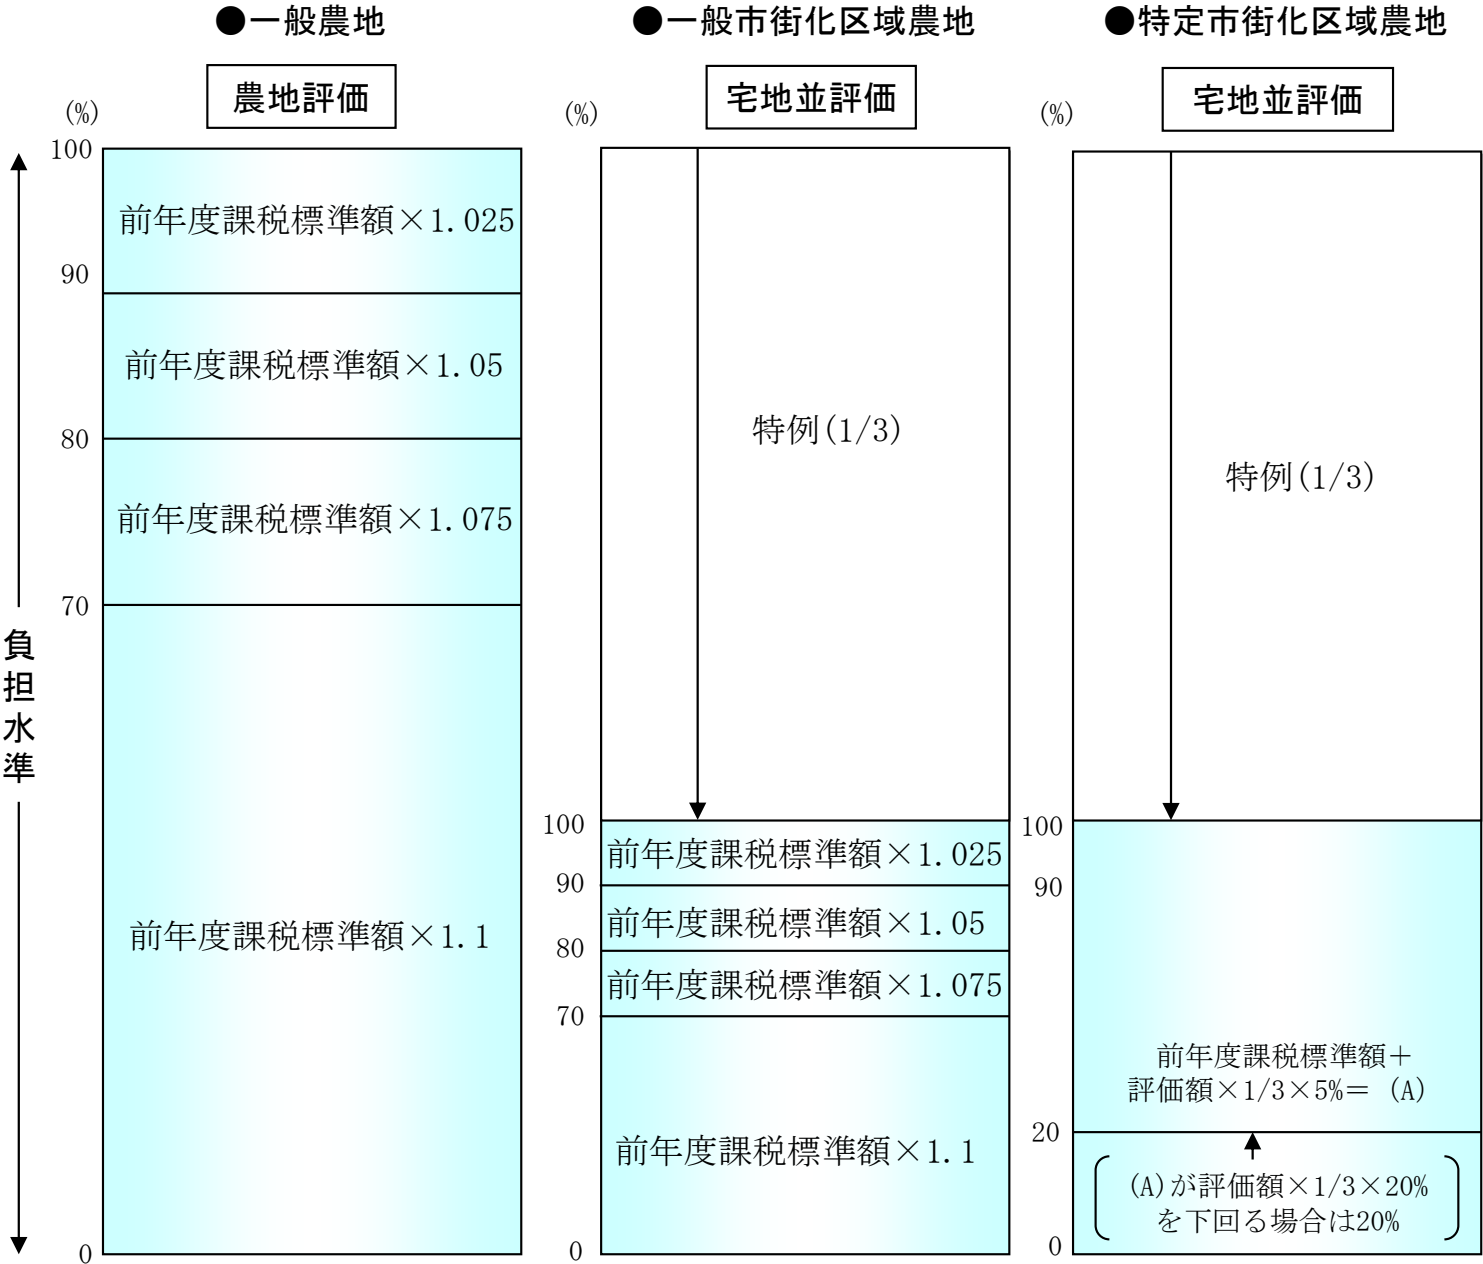 ●一般農地
農地評価
(%)
100
前年度課税標準額×1.025
90
前年度課税標準額×1.05
80
前年度課税標準額×1.075
70
負担水準
前年度課税標準額×1.1
0
●一般市街化区域農地
宅地並評価
(%)
特例(1/3)
100
前年度課税標準額×1.025
90
前年度課税標準額×1.05
80
前年度課税標準額×1.075
70
前年度課税標準額×1.1
0
●特定市街化区域農地
宅地並評価
(%)
特例(1/3)
100
90
前年度課税標準額＋
評価額×1/3×5%＝ (A)
20
(A)が評価額×1/3×20%
を下回る場合は20%
0